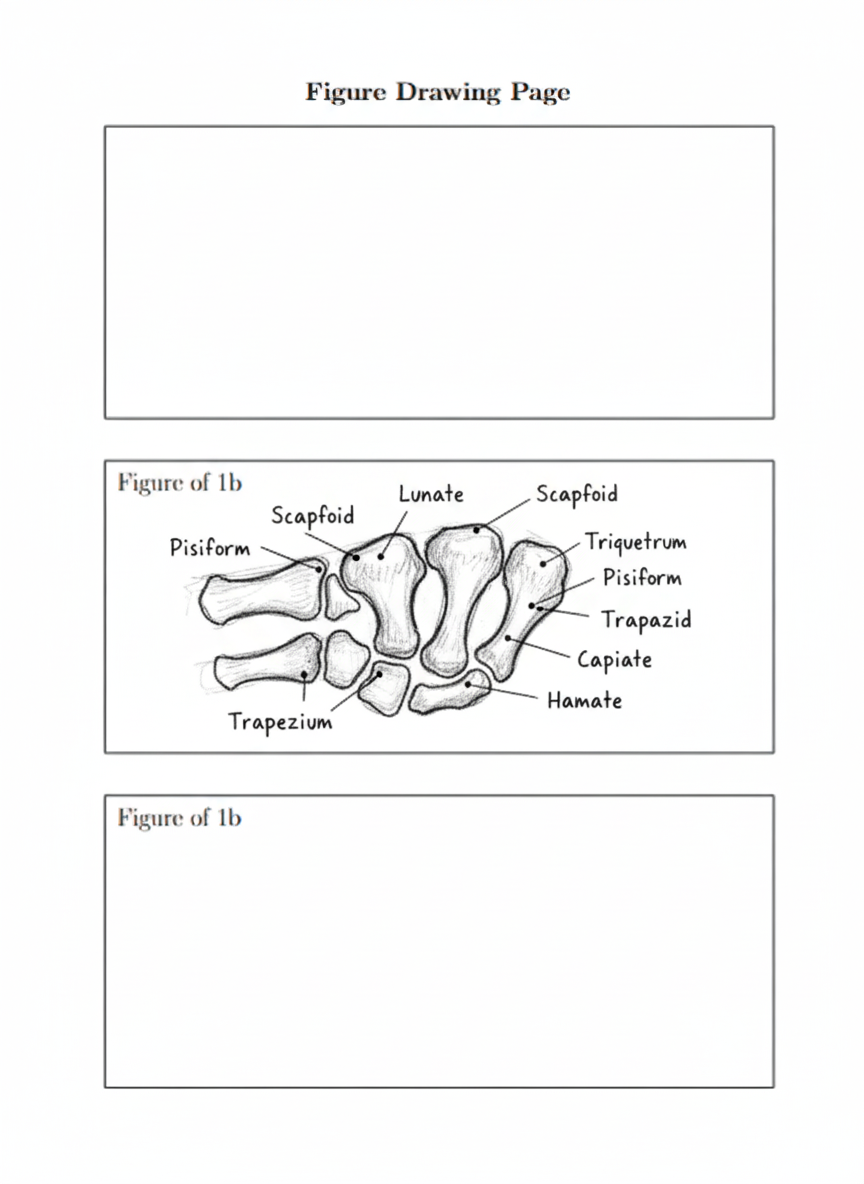 Figure Drawing Page
Figure of 1b
Lunate
Scapfoid
Scapfoid
Pisiform
Triquetrum
Pisiform
Trapazid
Capiate
Hamate
Trapezium
Figure of 1b